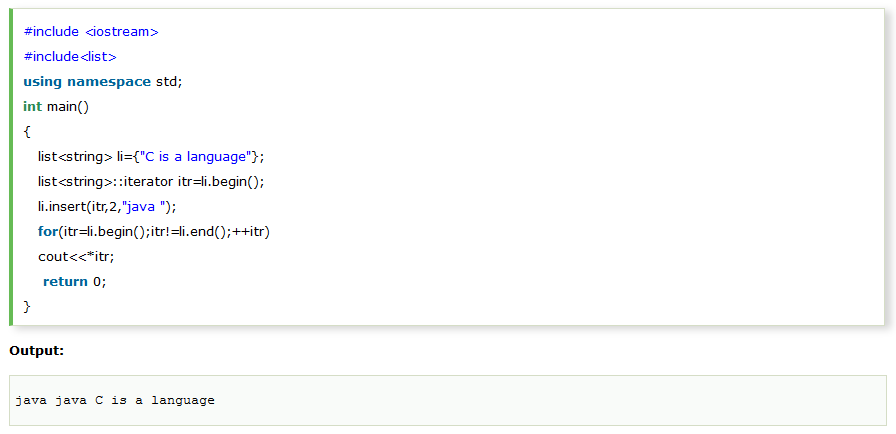 #include <iostream>
#include<list>
using namespace std;
int main()
{
list<string> li={"C is a language"};
list<string>::iterator itr=li.begin();
li.insert(itr,2,"java ");
for(itr=li.begin();itr!=li.end();++itr)
cout<<*itr;
return 0;
}
Output:
java java C is a language